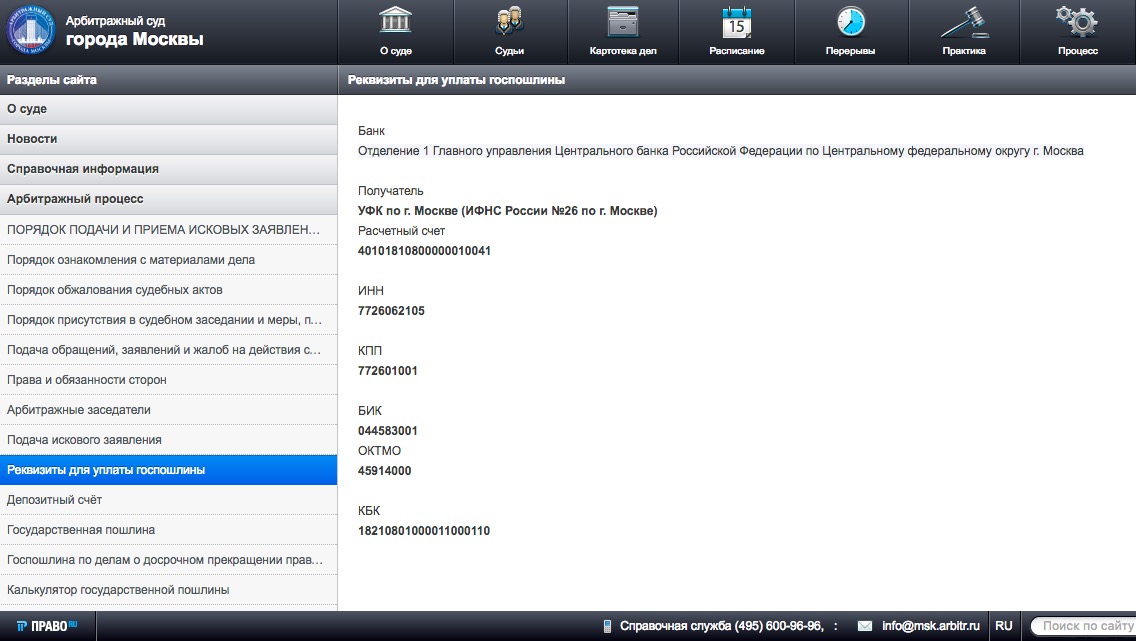 Арбитражный суд
города Москвы
О суде
Судьи
Картотека дел
15
Расписание
Перерывы
Практика
Процесс
Разделы сайта
Реквизиты для уплаты госпошлины
О суде
Новости
Справочная информация
Арбитражный процесс
ПОРЯДОК ПОДАЧИ И ПРИЕМА ИСКОВЫХ ЗАЯВЛЕН...
Порядок ознакомления с материалами дела
Порядок обжалования судебных актов
Порядок присутствия в судебном заседании и меры, п...
Подача обращений, заявлений и жалоб на действия с...
Права и обязанности сторон
Арбитражные заседатели
Подача искового заявления
Реквизиты для уплаты госпошлины
Депозитный счёт
Государственная пошлина
Госпошлина по делам о досрочном прекращении прав...
Калькулятор государственной пошлины
Банк
Отделение 1 Главного управления Центрального банка Российской Федерации по Центральному федеральному округу г. Москва
Получатель
УФК по г. Москве (ИФНС России №26 по г. Москве)
Расчетный счет
40101810800000010041
ИНН
7726062105
КПП
772601001
БИК
044583001
ОКТМО
45914000
КБК
18210801000011000110
ПРАВО RU
Справочная служба (495) 600-96-96, :
info@msk.arbitr.ru
RU
Поиск по сайту